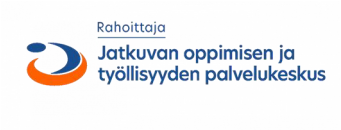 Rahoittaja
Jatkuvan oppimisen ja
työllisyyden palvelukeskus